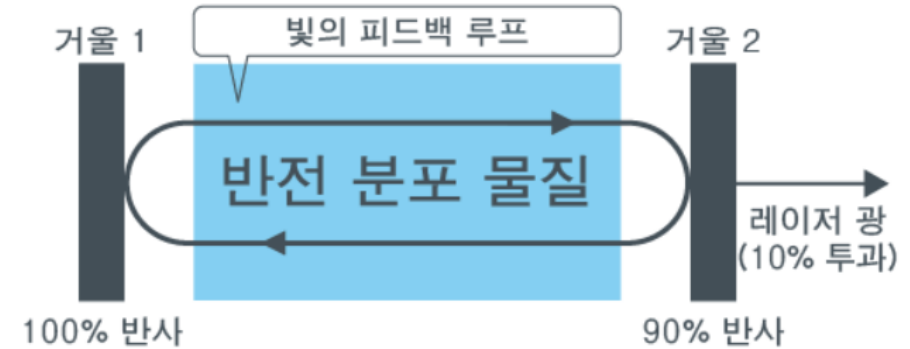 빛의 피드백 루프
거울 1
거울 2
반전 분포 물질
레이저 광
(10% 투과)
100% 반사
90% 반사